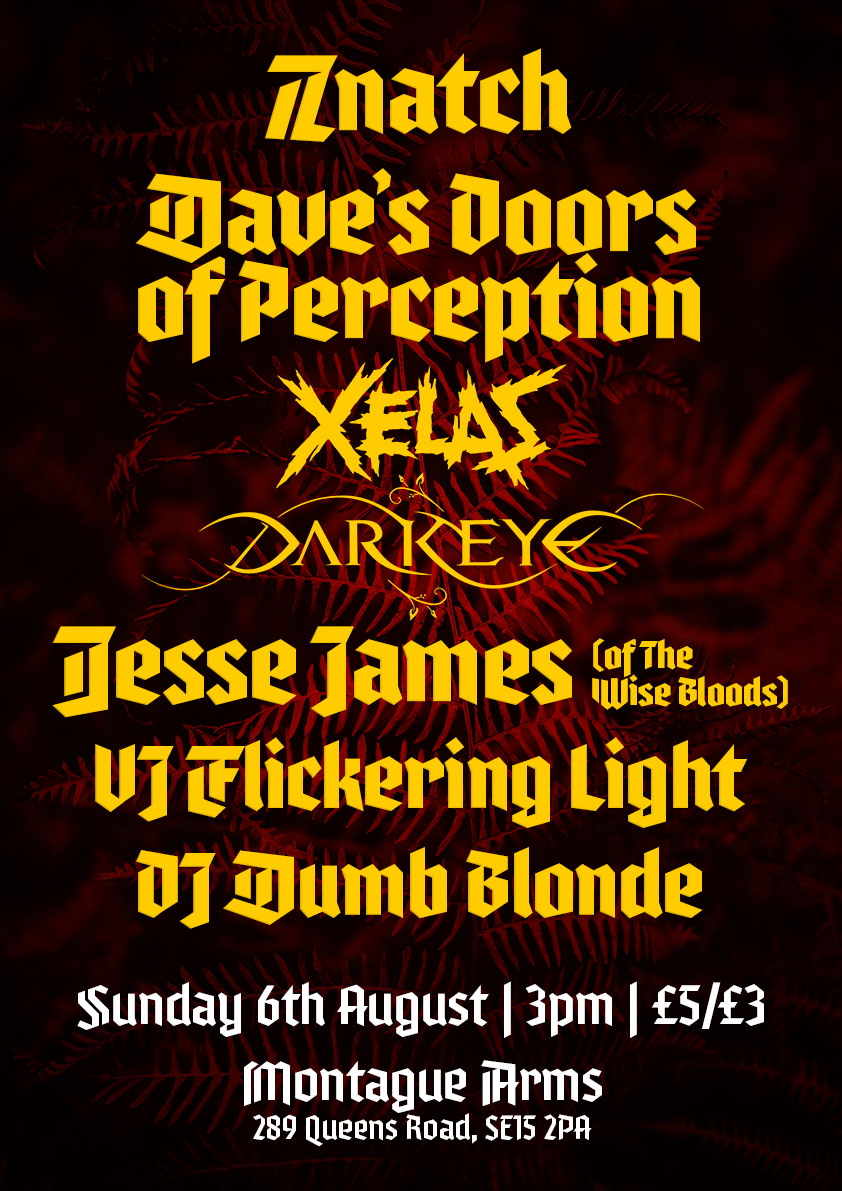 Znatch
Dave's Doors
of Perception
XELAS
DARKEYE
Jesse James (of The
Wise Bloods)
VJ Flickering Light
DJ Dumb Blonde
Sunday 6th August | 3pm | £5/£3
Montague Arms
289 Queens Road, SE15 2PA